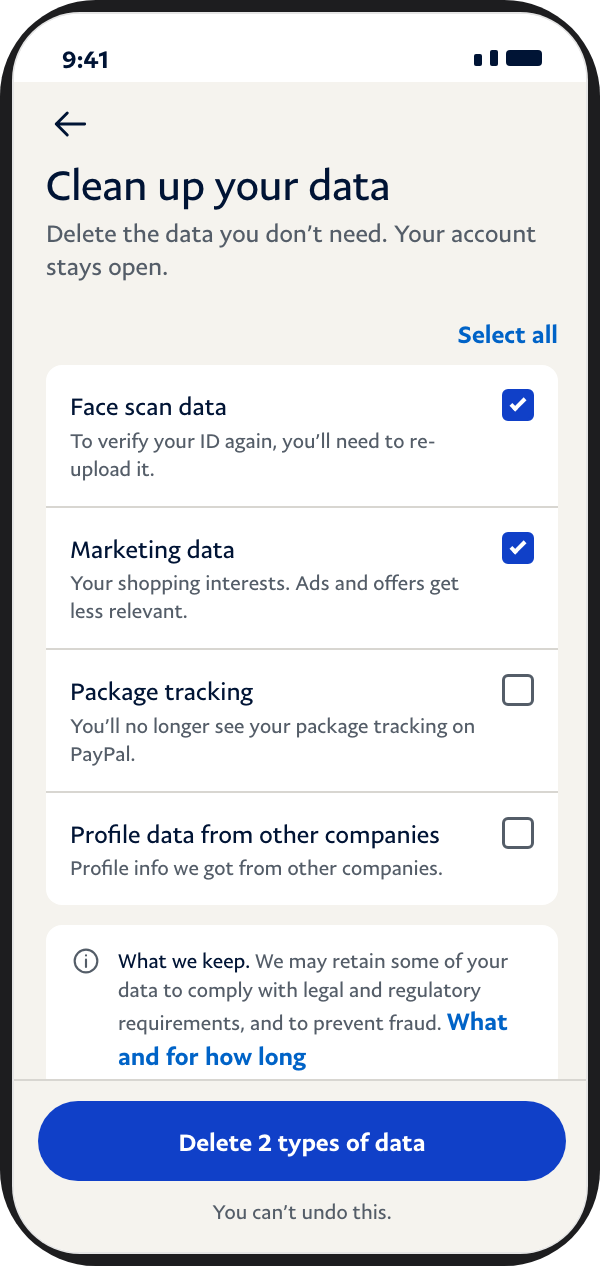 9:41
Clean up your data
Delete the data you don’t need. Your account
stays open.
Select all
Face scan data
To verify your ID again, you’ll need to re-
upload it.
Marketing data
Your shopping interests. Ads and offers get
less relevant.
Package tracking
You’ll no longer see your package tracking on
PayPal.
Profile data from other companies
Profile info we got from other companies.
What we keep. We may retain some of your
data to comply with legal and regulatory
requirements, and to prevent fraud. What
and for how long
Delete 2 types of data
You can’t undo this.